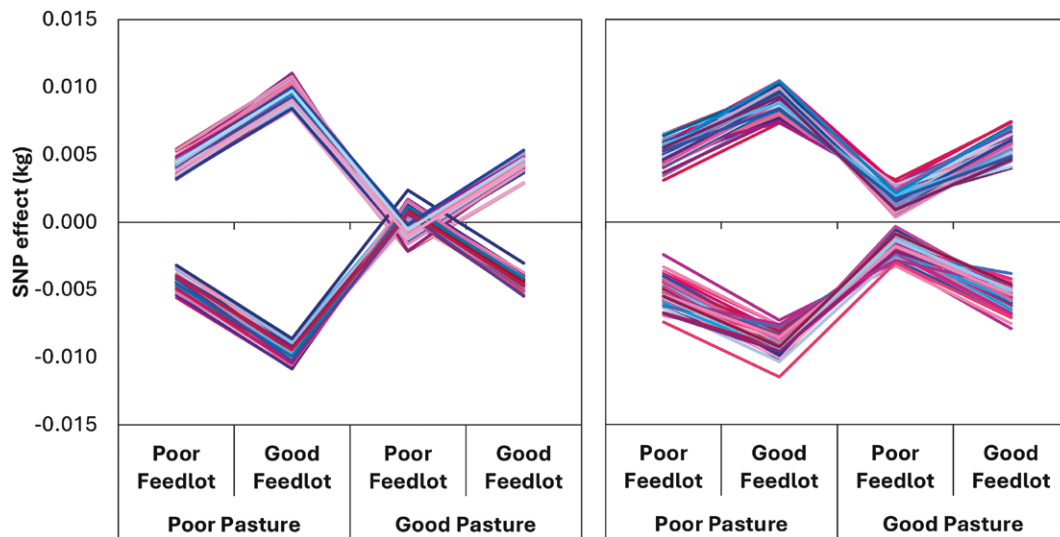 SNP effect (kg)
0.015
0.010
0.005
0.000
-0.005
-0.010
-0.015
Poor Good Poor Good
Feedlot Feedlot Feedlot Feedlot
Poor Pasture Good Pasture
Poor Good Poor Good
Feedlot Feedlot Feedlot Feedlot
Poor Pasture Good Pasture